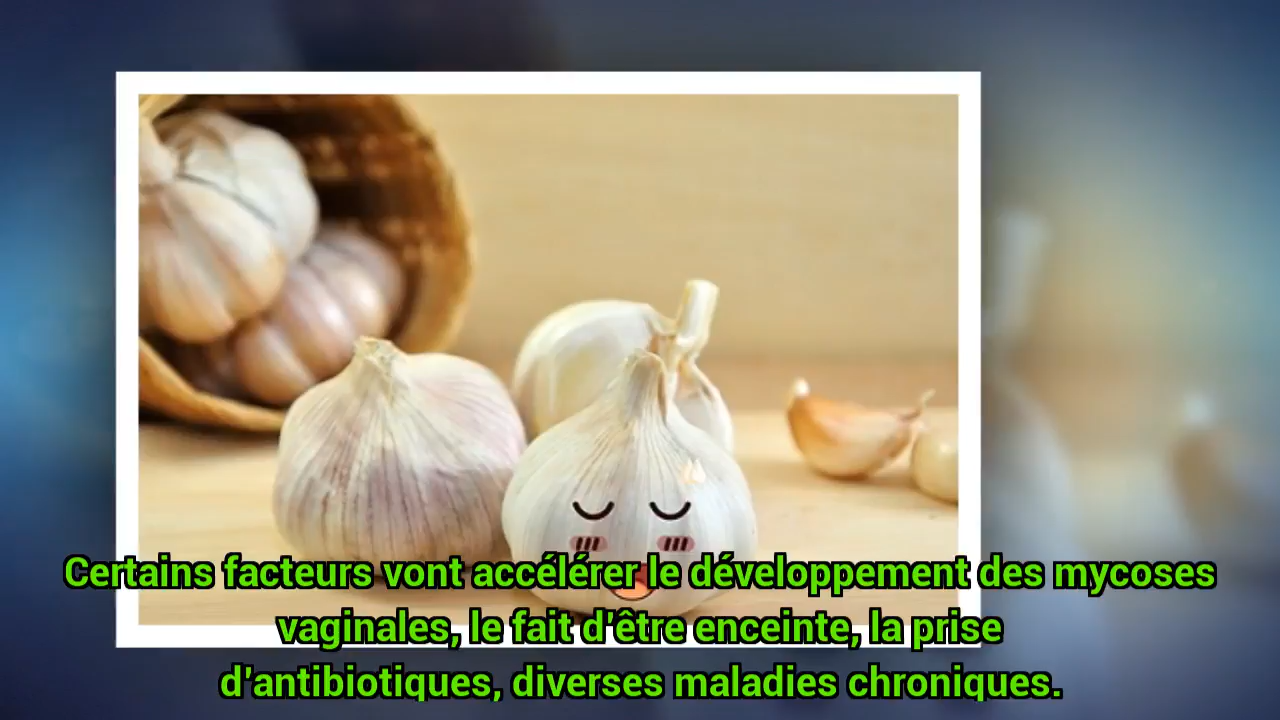 Certains facteurs vont accélérer le développement des mycoses
vaginales, le fait d'être enceinte, la prise
d'antibiotiques, diverses maladies chroniques.